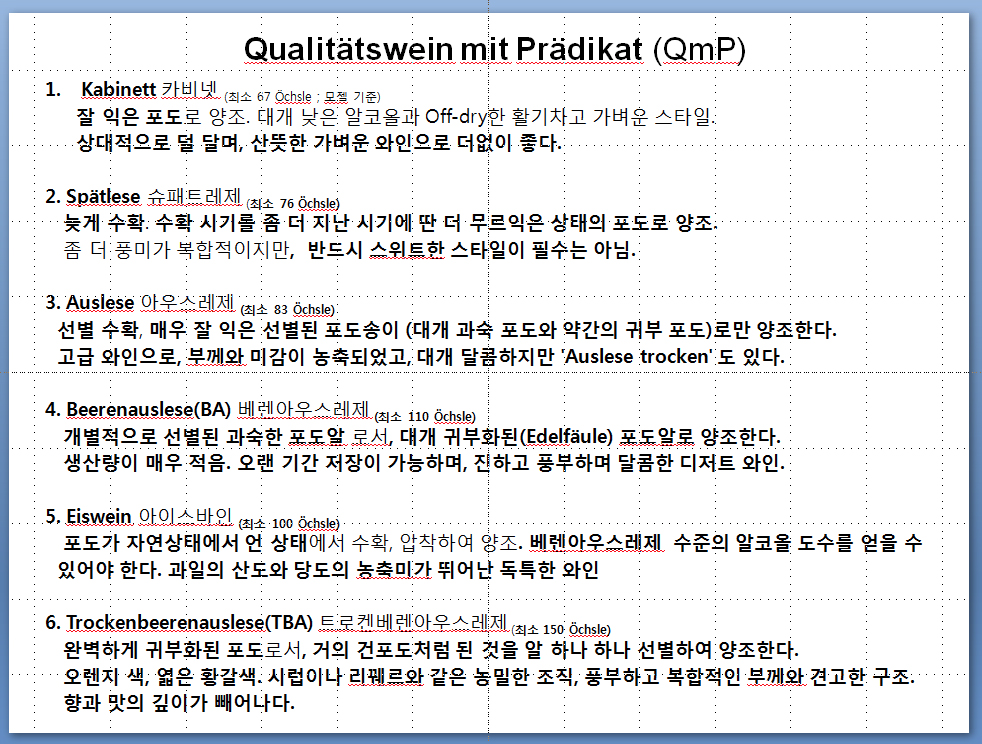 Qualitätswein mit Prädikat (QmP)
1. Kabinett 카비넷 (최소 67 Öchsle ; 모젤 기준)
잘 익은 포도로 양조. 대개 낮은 알코올과 Off-dry한 활기차고 가벼운 스타일.
상대적으로 덜 달며, 산뜻한 가벼운 와인으로 더없이 좋다.
2. Spätlese 슈패트레제 (최소 76 Öchsle)
늦게 수확. 수확 시기를 좀 더 지난 시기에 딴 더 무르익은 상태의 포도로 양조.
좀 더 풍미가 복합적이지만, 반드시 스위트한 스타일이 필수는 아님.
3. Auslese 아우스레제 (최소 83 Öchsle)
선별 수확, 매우 잘 익은 선별된 포도송이 (대개 과숙 포도와 약간의 귀부 포도)로만 양조한다.
고급 와인으로, 부께와 미감이 농축되었고, 대개 달콤하지만 'Auslese trocken' 도 있다.
4. Beerenauslese(BA) 베렌아우스레제 (최소 110 Öchsle)
개별적으로 선별된 과숙한 포도알 로서, 대개 귀부화된(Edelfäule) 포도알로 양조한다.
생산량이 매우 적음. 오랜 기간 저장이 가능하며, 진하고 풍부하며 달콤한 디저트 와인.
5. Eiswein 아이스바인 (최소 100 Öchsle)
포도가 자연상태에서 언 상태에서 수확, 압착하여 양조. 베렌아우스레제 수준의 알코올 도수를 얻을 수
있어야 한다. 과일의 산도와 당도의 농축미가 뛰어난 독특한 와인
6. Trockenbeerenauslese(TBA) 트로켄베렌아우스레제 (최소 150 Öchsle)
완벽하게 귀부화된 포도로서, 거의 건포도처럼 된 것을 알 하나 하나 선별하여 양조한다.
오렌지 색, 엷은 황갈색. 시럽이나 리꿰르와 같은 농밀한 조직, 풍부하고 복합적인 부께와 견고한 구조.
향과 맛의 깊이가 빼어나다.